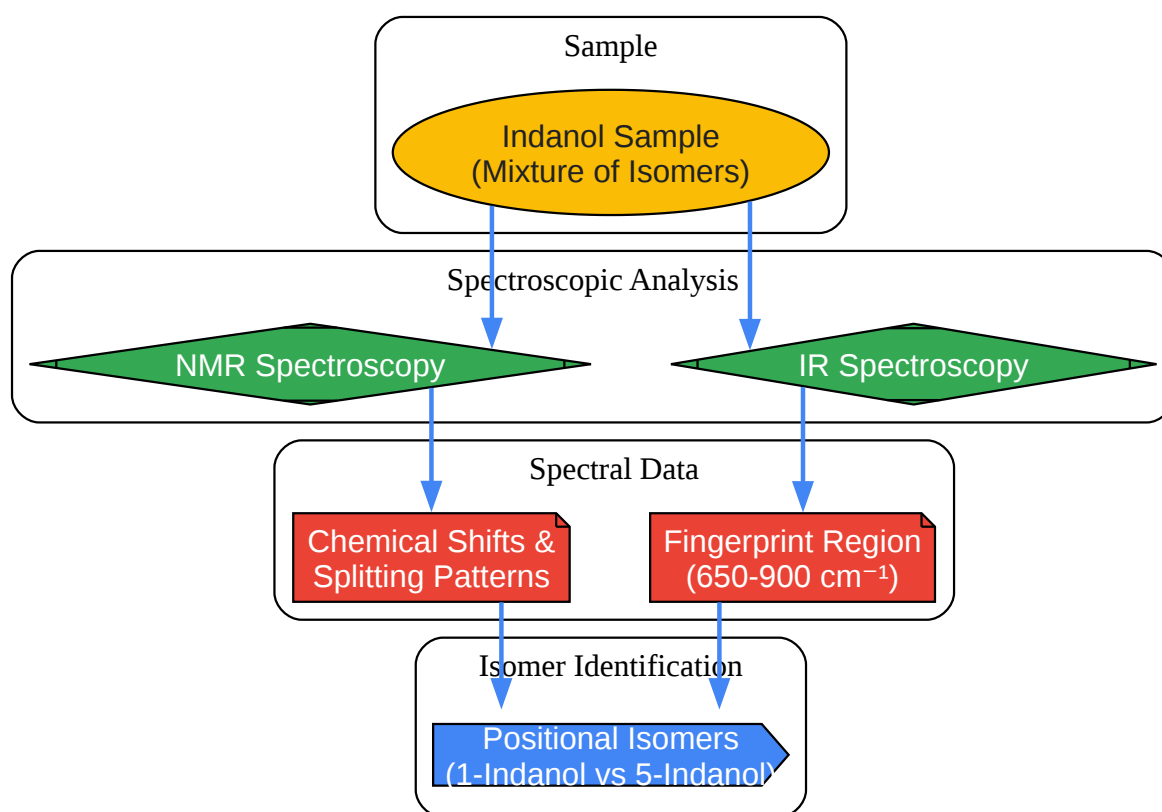 Sample
Indanol Sample
(Mixture of Isomers)
Spectroscopic Analysis
NMR Spectroscopy
IR Spectroscopy
Spectral Data
Chemical Shifts &
Splitting Patterns
Fingerprint Region
(650-900 cm⁻¹)
Isomer Identification
Positional Isomers
(1-Indanol vs 5-Indanol)